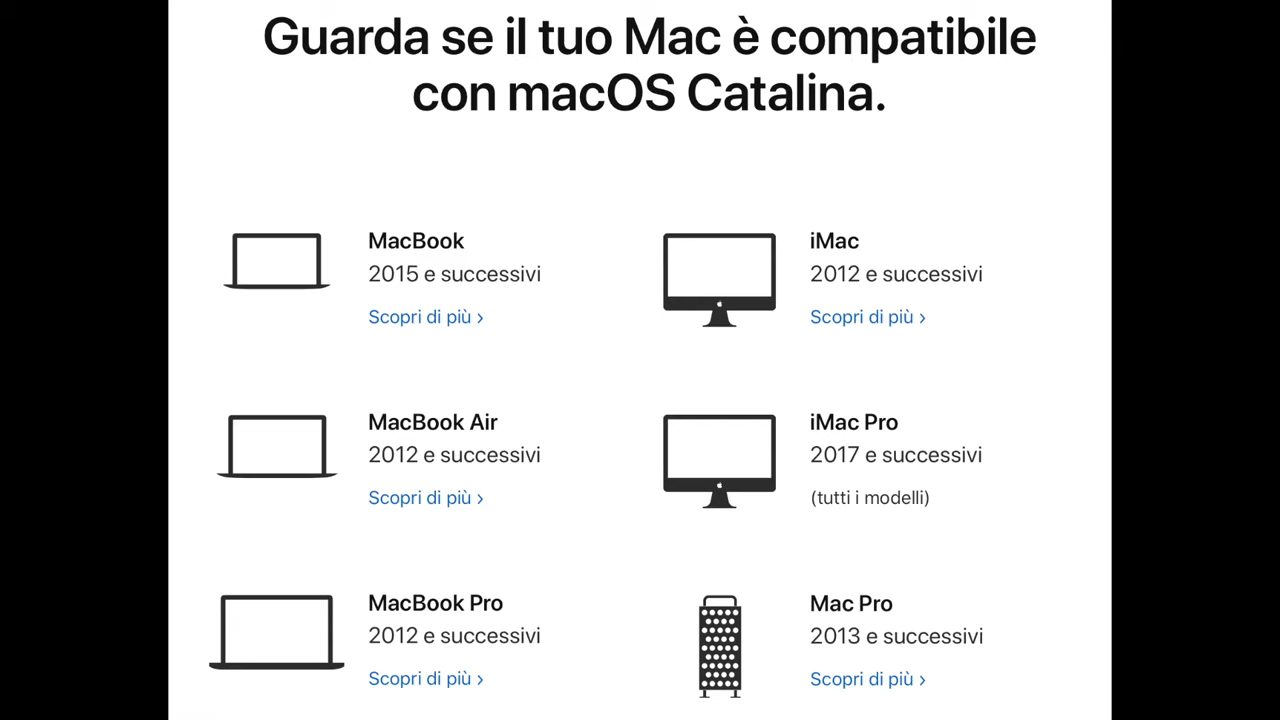 Guarda se il tuo Mac è compatibile
con macOS Catalina.
MacBook
2015 e successivi
Scopri di più ›
iMac
2012 e successivi
Scopri di più ›
MacBook Air
2012 e successivi
Scopri di più ›
iMac Pro
2017 e successivi
(tutti i modelli)
MacBook Pro
2012 e successivi
Scopri di più ›
Mac Pro
2013 e successivi
Scopri di più ›